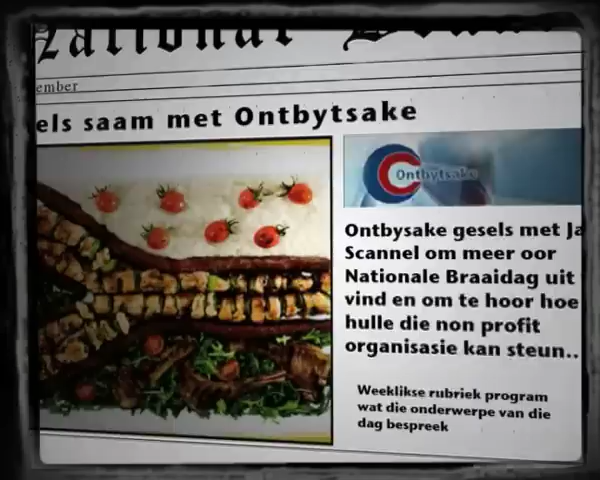 National
ember
els saam met Ontbytsake
Ontbytsake
Ontbysake gesels met Ja
Scannel om meer oor
Nationale Braaidag uit
vind en om te hoor hoe
hulle die non profit
organisasie kan steun..
Weeklikse rubriek program
wat die onderwerpe van die
dag bespreek